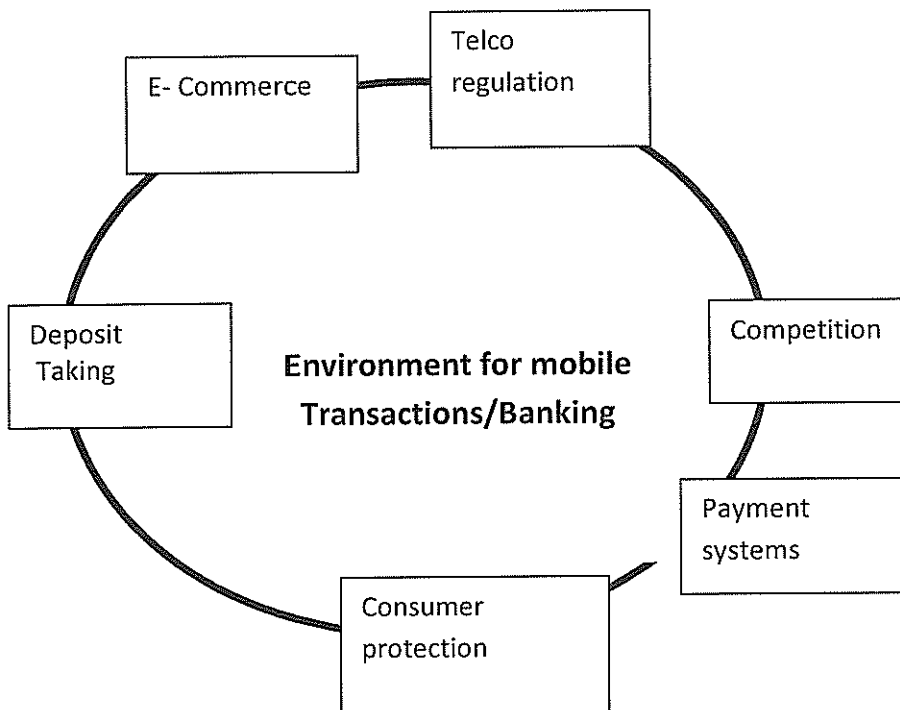 Telco
regulation
E- Commerce
Deposit
Taking
Environment for mobile
Transactions/Banking
Competition
Payment
systems
Consumer
protection